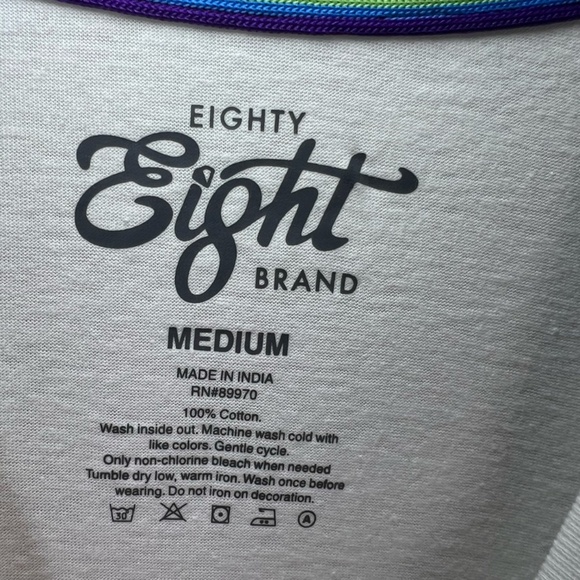 EIGHTY
Eight
BRAND
MEDIUM
MADE IN INDIA
RN#89970
100% Cotton.
Wash inside out. Machine wash cold with
like colors. Gentle cycle.
Only non-chlorine bleach when needed
Tumble dry low, warm iron. Wash once before
wearing. Do not iron on decoration.
30 A